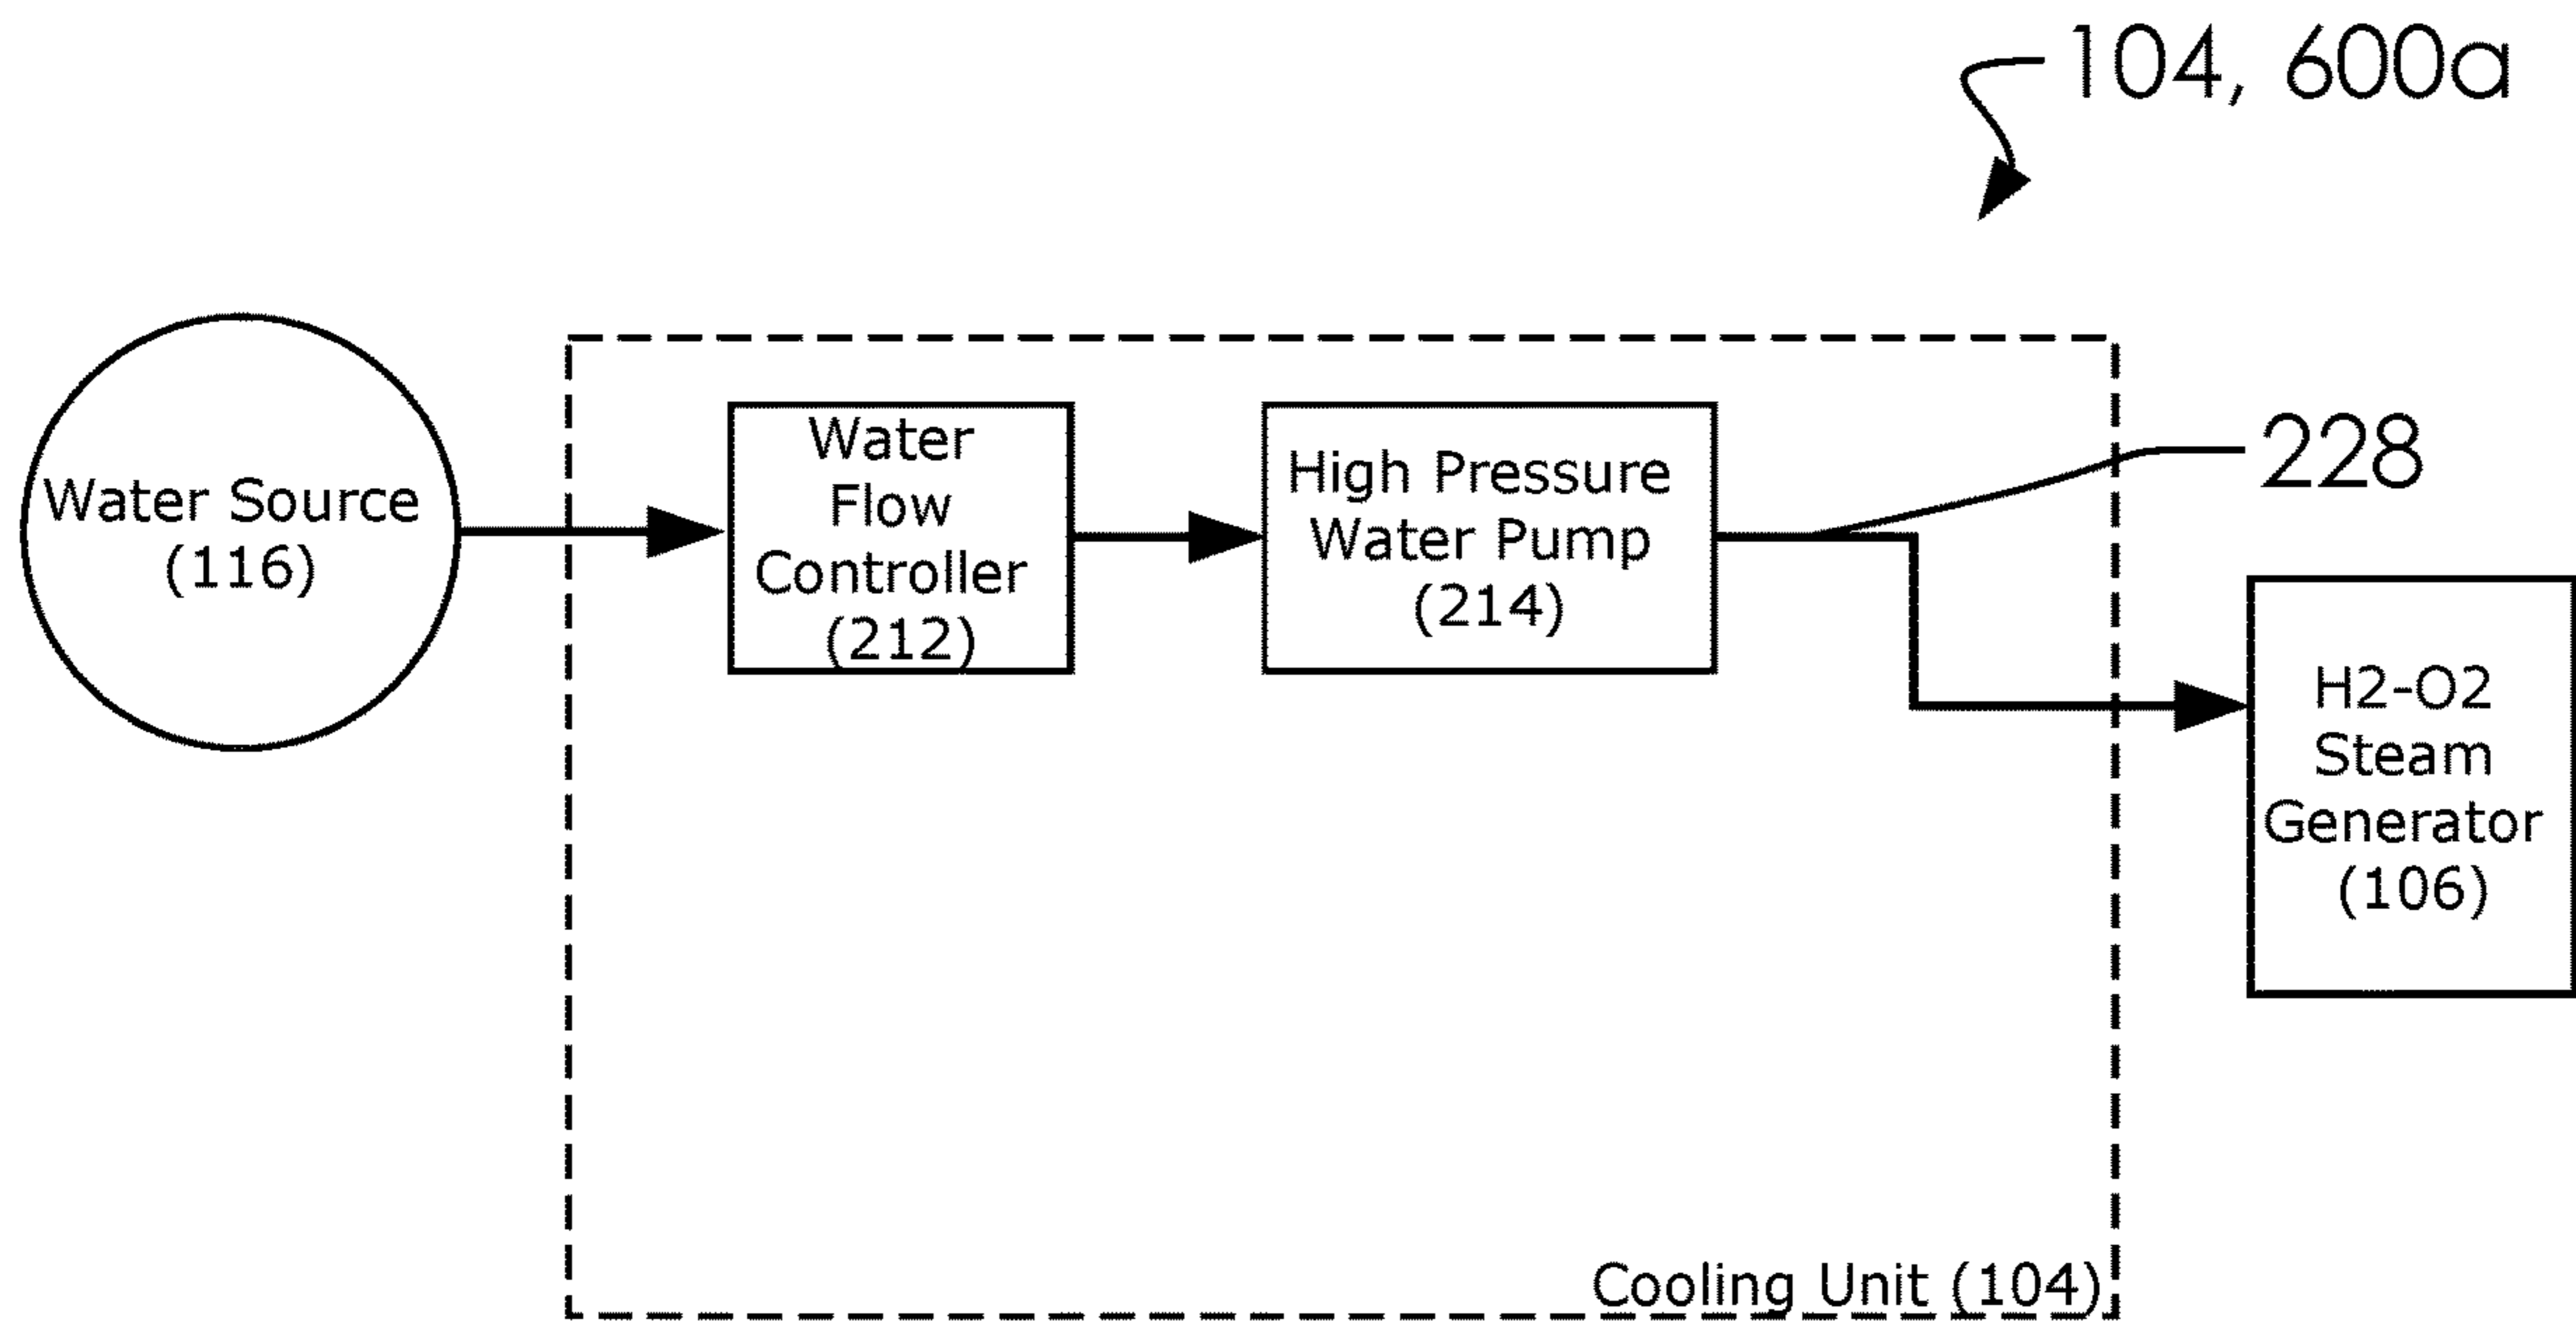 104, 600a
Water Source
(116)
Water
Flow
Controller
(212)
High Pressure
Water Pump
(214)
228
H2-O2
Steam
Generator
(106)
Cooling Unit (104)